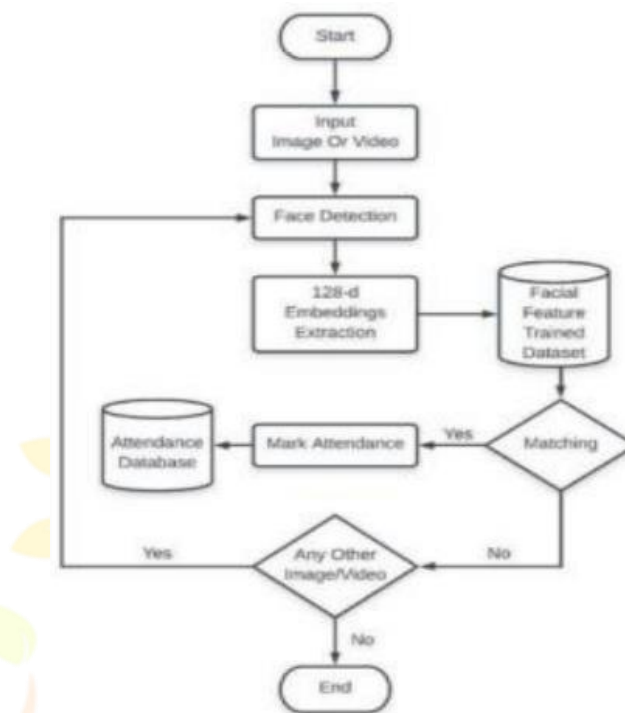 Start
Input
Image Or Video
Face Detection
128-d
Embeddings
Extraction
Facial
Feature
Trained
Dataset
Matching
Yes
Mark Attendance
Attendance
Database
No
Any Other
Image/Video
Yes
No
End